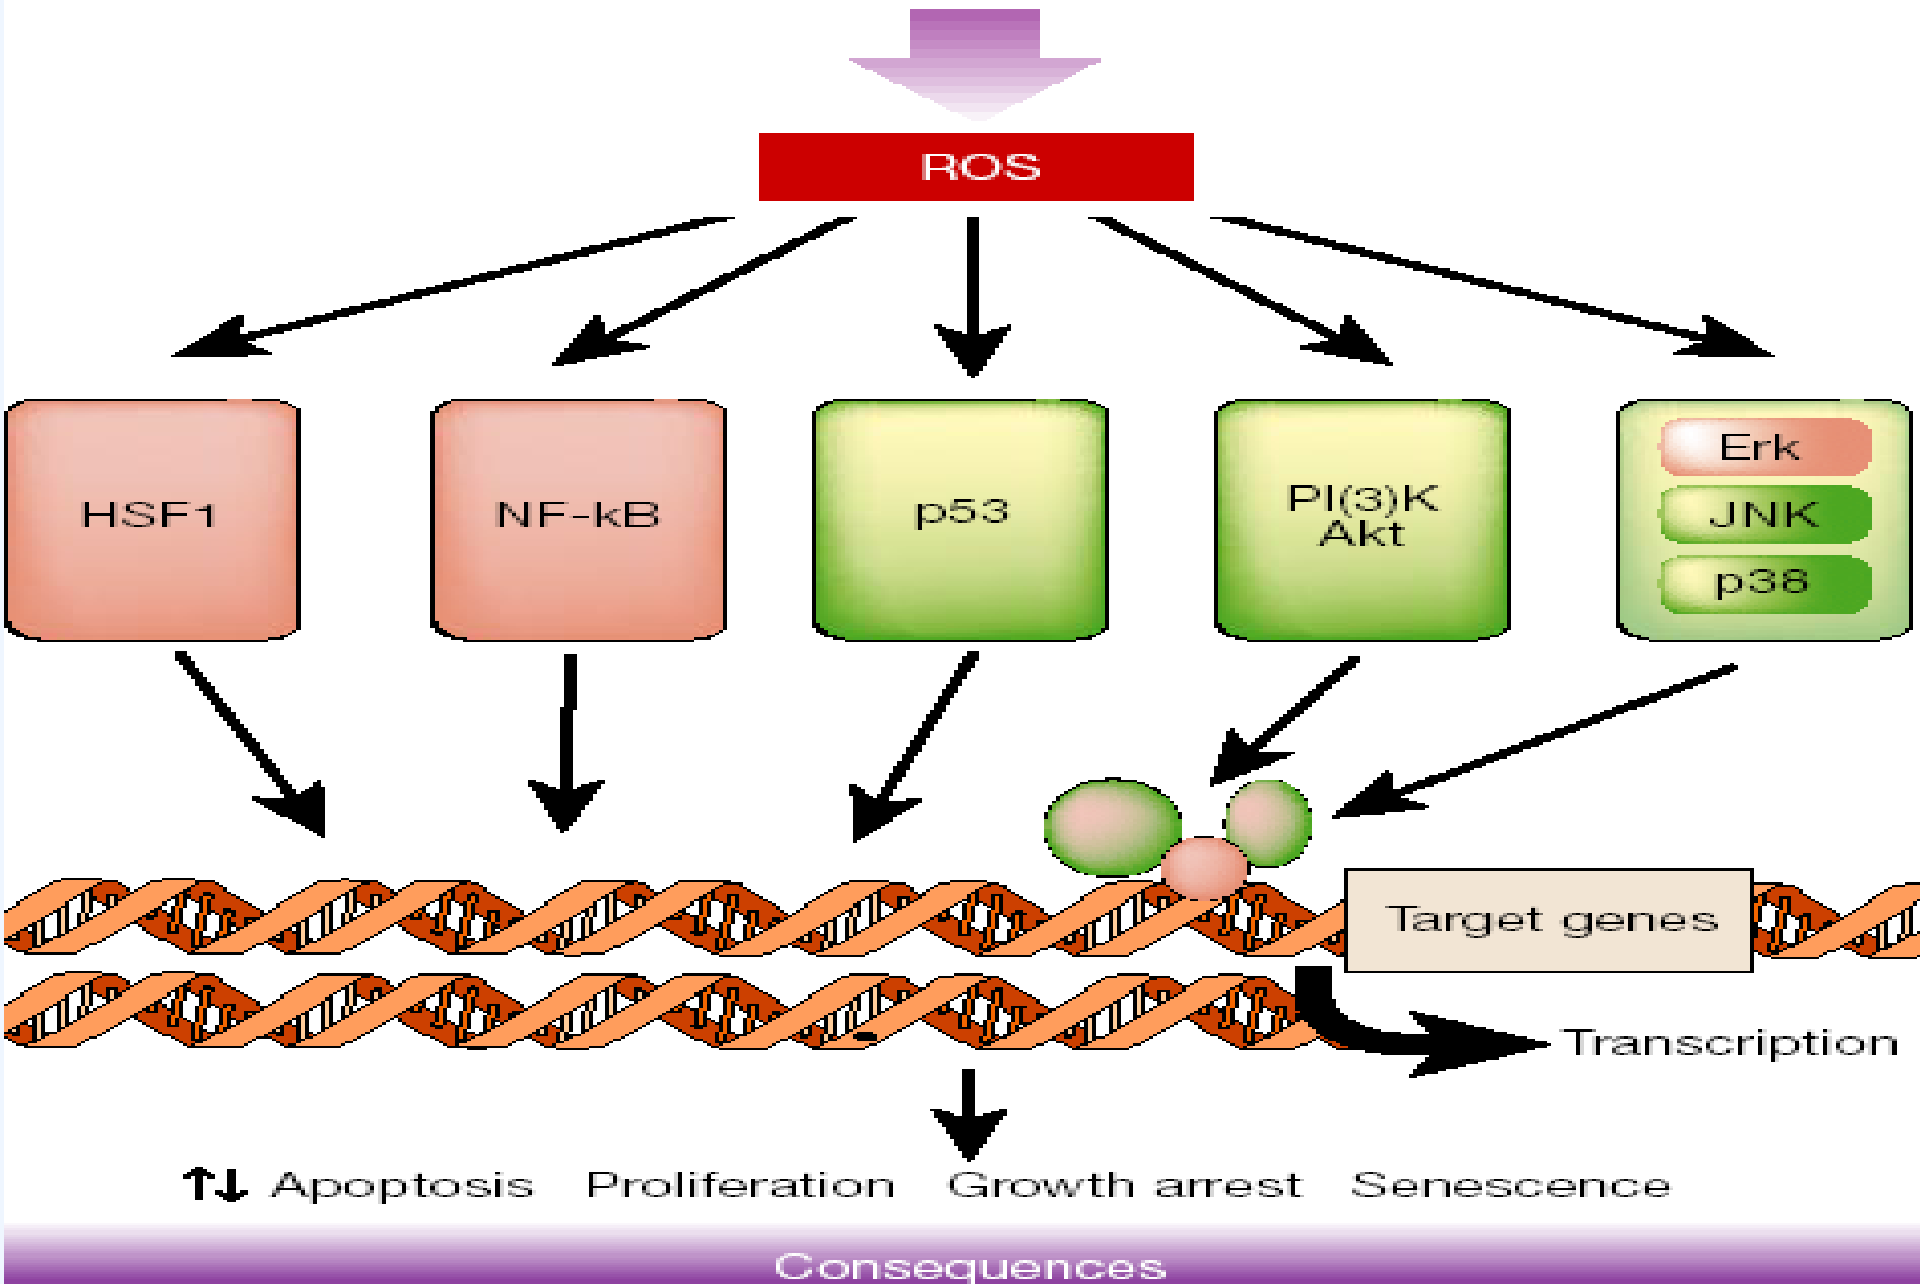 ROS
HSF1
NF-kB
p53
PI(3)K
Akt
Erk
JNK
p38
Target genes
Transcription
↑↓ Apoptosis Proliferation Growth arrest Senescence
Consequences